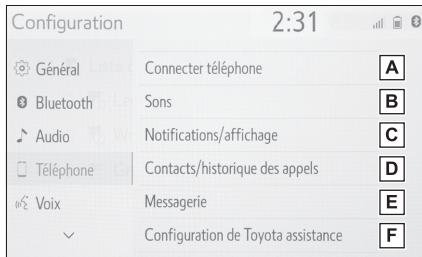 Configuration 2:31
Général
Bluetooth
Audio
Téléphone
Voix
Connecter téléphone A
Sons B
Notifications/affichage C
Contacts/historique des appels D
Messagerie E
Configuration de Toyota assistance F